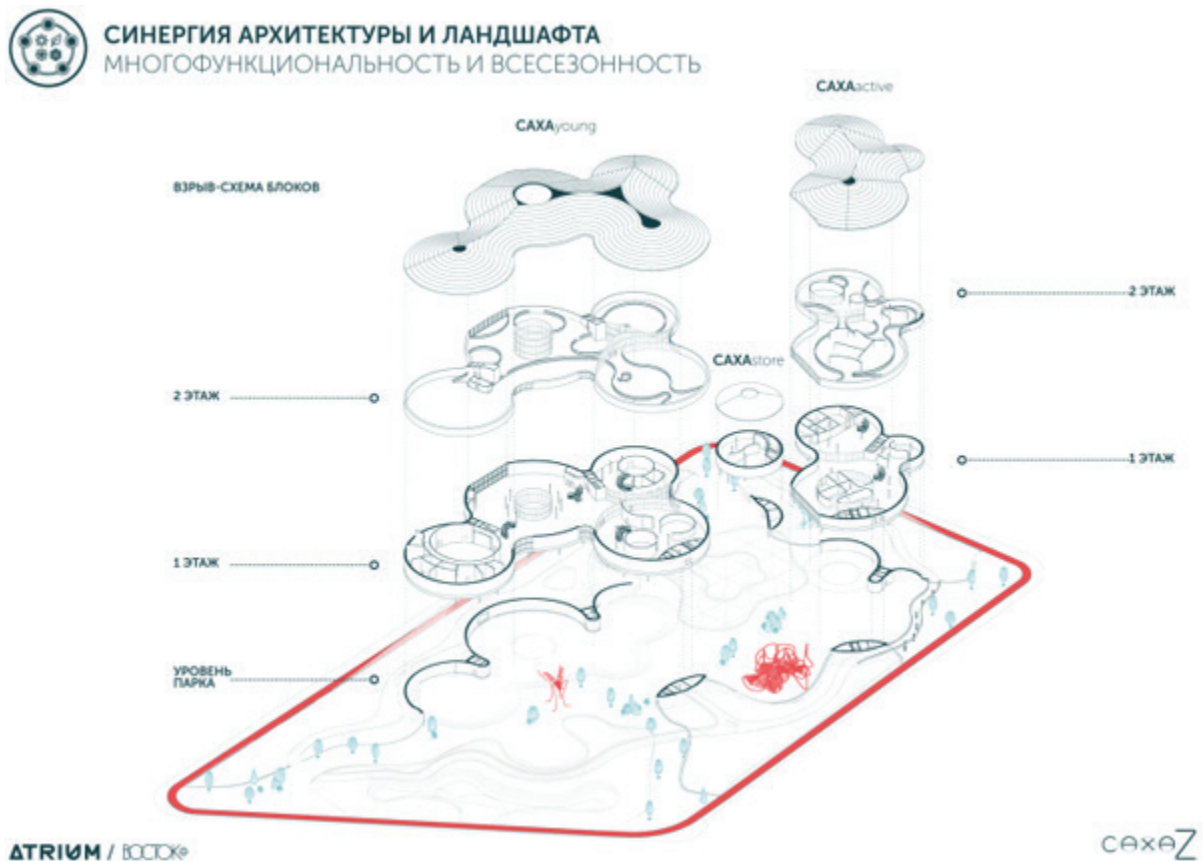 СИНЕРГИЯ АРХИТЕКТУРЫ И ЛАНДШАФТА
МНОГОФУНКЦИОНАЛЬНОСТЬ И ВСЕСЕЗОННОСТЬ
САХАactive
САХАyoung
ВЗРЫВ-СХЕМА БЛОКОВ
2 ЭТАЖ
САХАstore
2 ЭТАЖ
1 ЭТАЖ
1 ЭТАЖ
УРОВЕНЬ
ПАРКА
ATRIUM / ВОСТОК
caxaZ